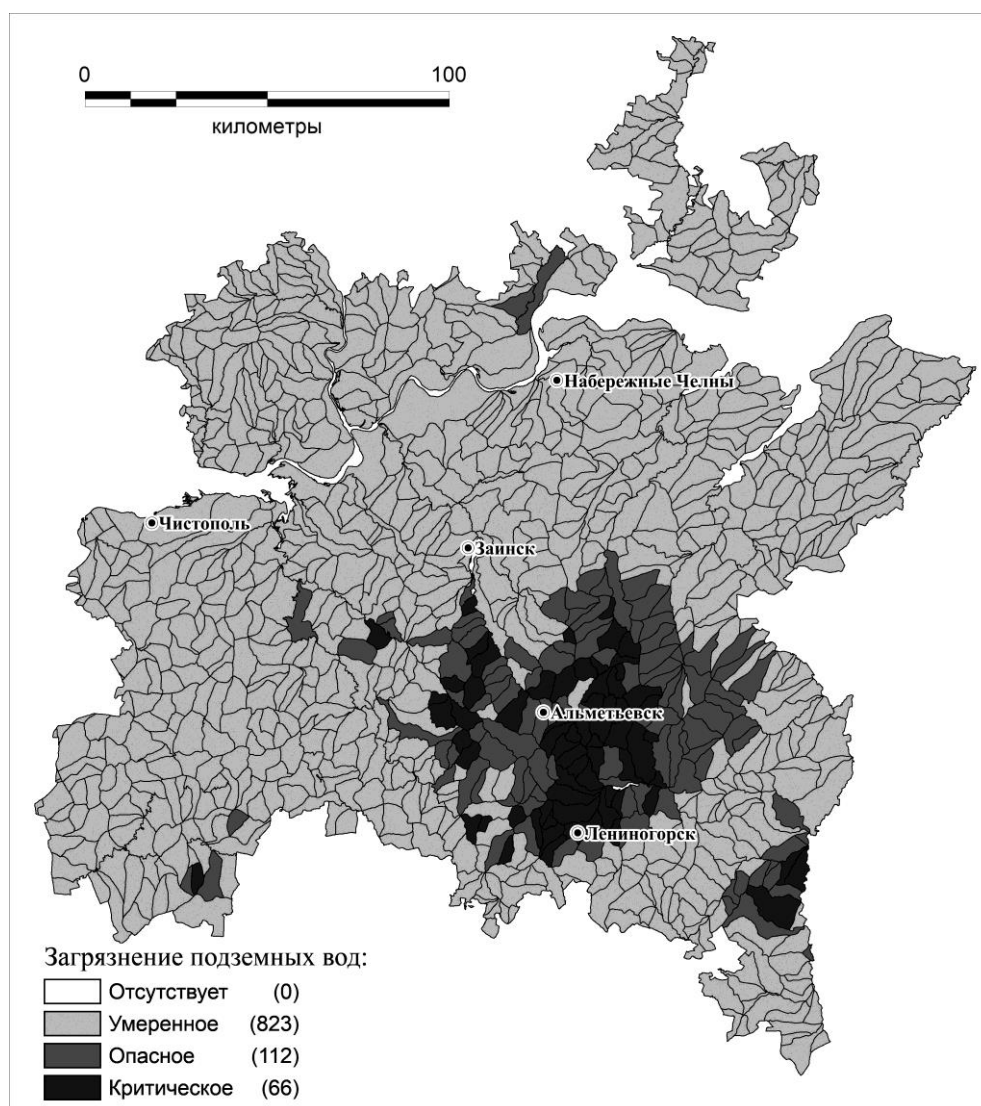 0 100
километры
Набережные Челны
Чистополь
Заинск
Альметьевск
Лениногорск
Загрязнение подземных вод:
Отсутствует (0)
Умеренное (823)
Опасное (112)
Критическое (66)